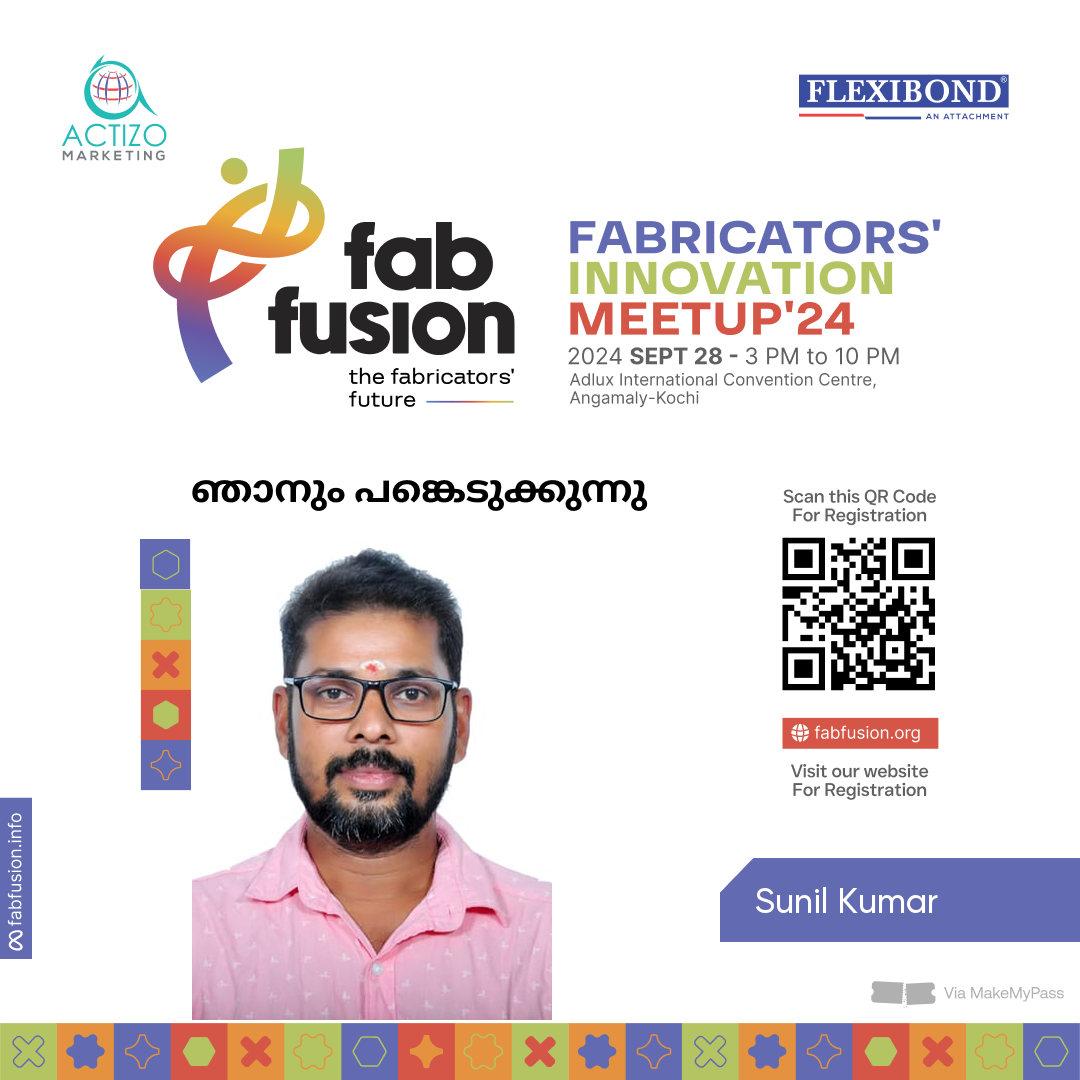 ACTIZO
MARKETING
FLEXIBOND®
AN ATTACHMENT
fab
fusion
the fabricators'
future
FABRICATORS'
INNOVATION
MEETUP'24
2024 SEPT 28 - 3 PM to 10 PM
Adlux International Convention Centre,
Angamaly-Kochi
ഞാനും പങ്കെടുക്കുന്നു
Scan this QR Code
For Registration
fabfusion.org
Visit our website
For Registration
fabfusion.info
Sunil Kumar
Via MakeMyPass